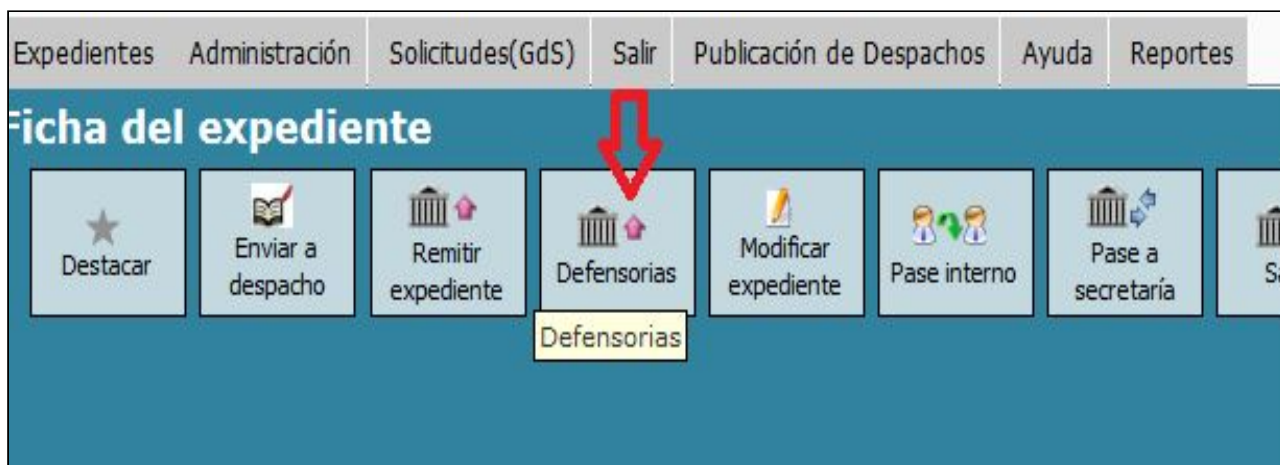 Expedientes Administración Solicitudes(GdS) Salir Publicación de Despachos Ayuda Reportes
Ficha del expediente
Destacar
Enviar a
despacho
Remitir
expediente
Defensorias
Modificar
expediente
Pase interno
Pase a
secretaría
Defensorias